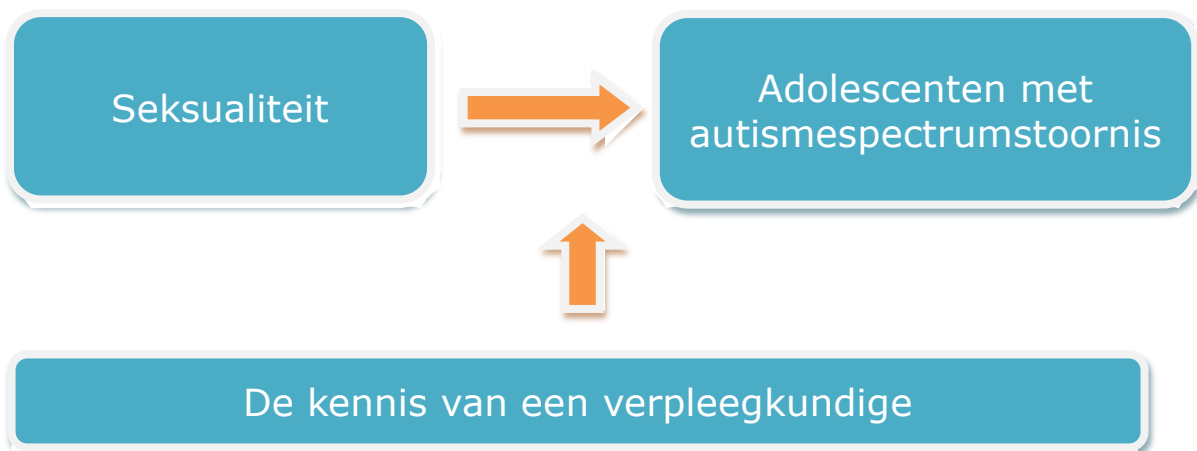 Seksualiteit
Adolescenten met
autismespectrumstoornis
De kennis van een verpleegkundige